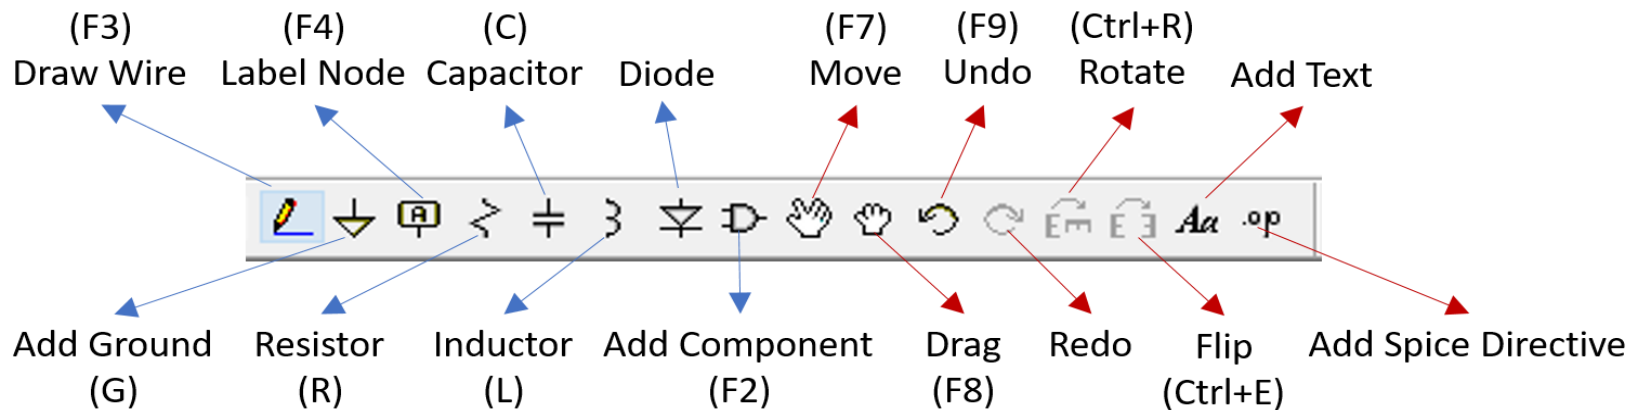 (F3)
Draw Wire
(F4)
Label Node
(C)
Capacitor
Diode
(F7)
Move
(F9)
Undo
(Ctrl+R)
Rotate
Add Text
A
E E
E E
Aa
.op
Add Ground
(G)
Resistor
(R)
Inductor
(L)
Add Component
(F2)
Drag
(F8)
Redo
Flip
(Ctrl+E)
Add Spice Directive